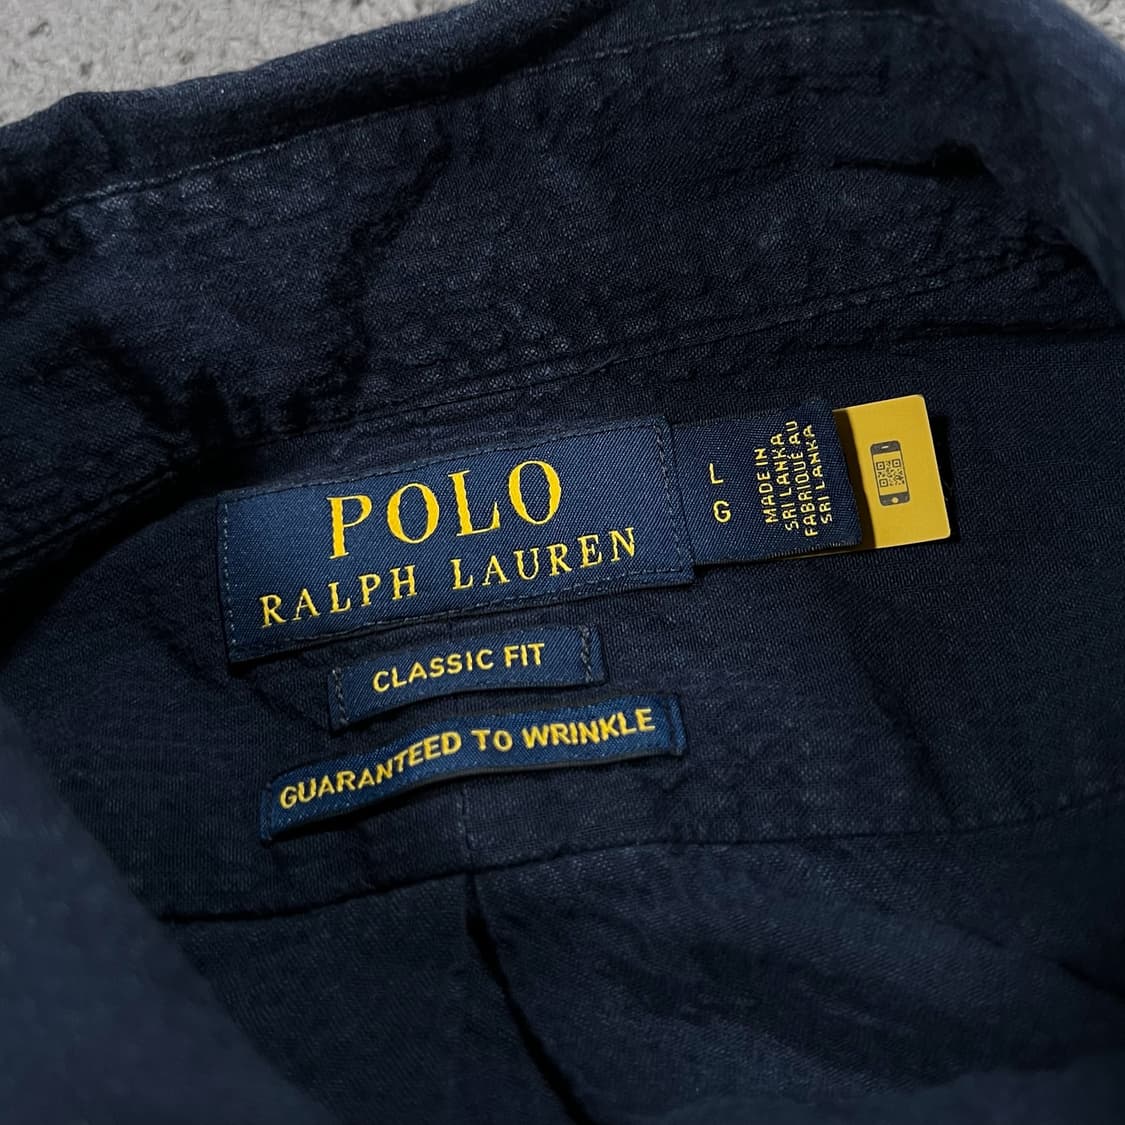 POLO
RALPH LAUREN
L
G
MADE IN
SRI LANKA
FABRIQUÉ AU
SRI LANKA
CLASSIC FIT
GUARANTEED TO WRINKLE